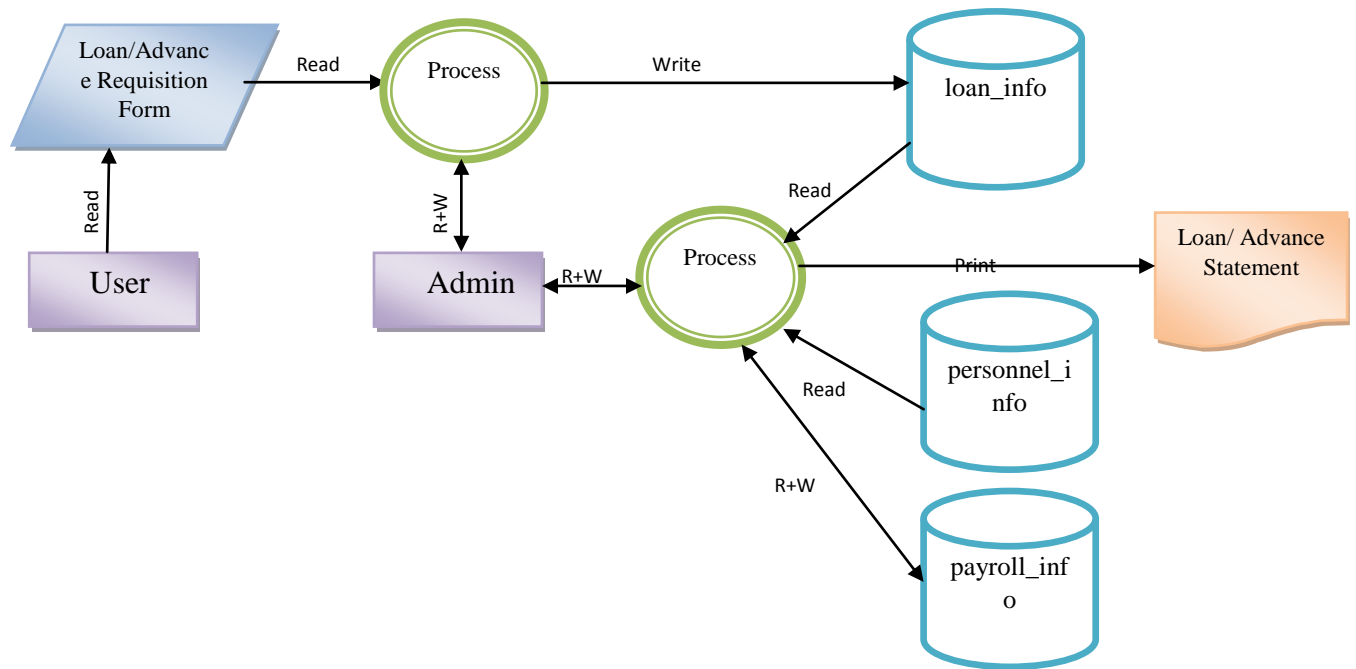 Loan/Advanc
e Requisition
Form
Read
Process
Write
loan_info
Read
R+W
Read
User
Admin
R+W
Process
Print
Loan/ Advance
Statement
Read
personnel_i
nfo
R+W
payroll_inf
o